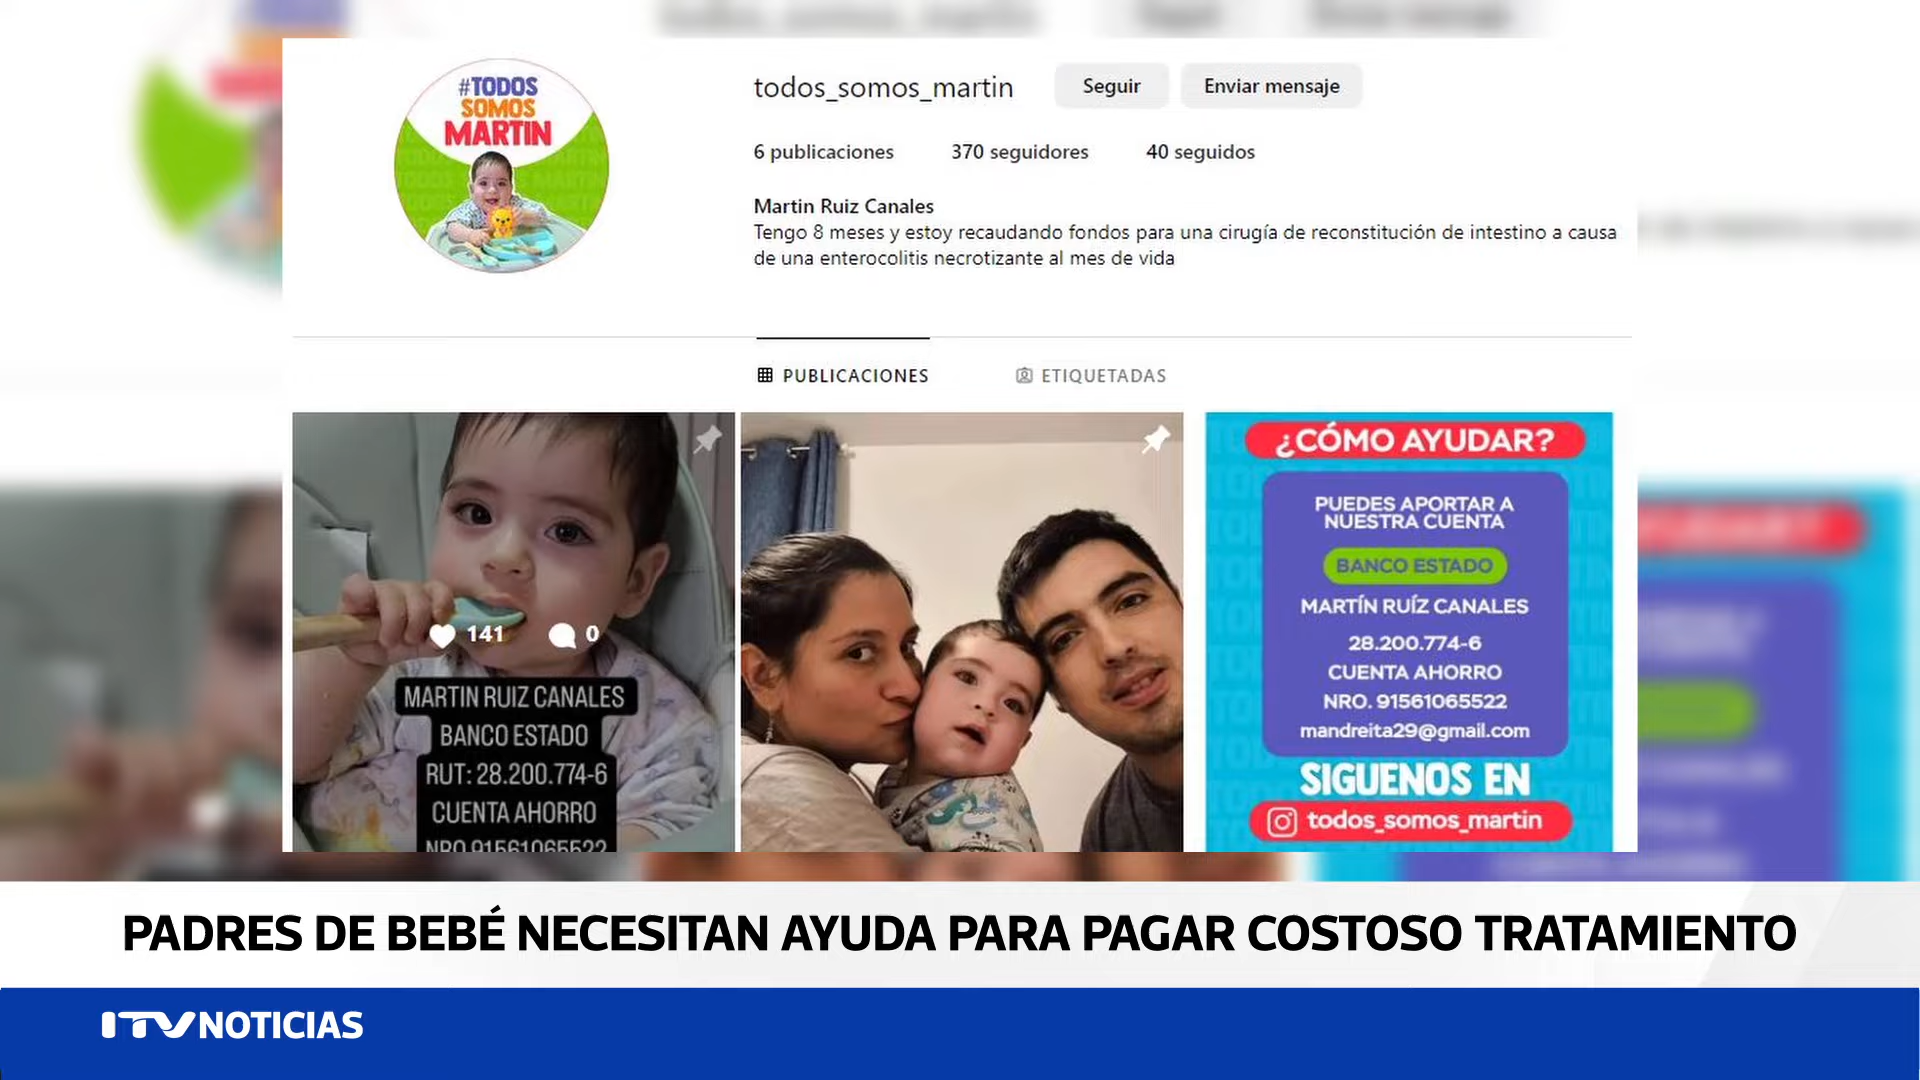 #TODOS
SOMOS
MARTIN
todos_somos_martin
Seguir
Enviar mensaje
6 publicaciones
370 seguidores
40 seguidos
Martin Ruiz Canales
Tengo 8 meses y estoy recaudando fondos para una cirugía de reconstitución de intestino a causa
de una enterocolitis necrotizante al mes de vida
PUBLICACIONES
ETIQUETADAS
141
0
MARTIN RUIZ CANALES
BANCO ESTADO
RUT: 28.200.774-6
CUENTA AHORRO
NRO 91561065522
¿CÓMO AYUDAR?
PUEDES APORTAR A
NUESTRA CUENTA
BANCO ESTADO
MARTÍN RUÍZ CANALES
28.200.774-6
CUENTA AHORRO
NRO. 91561065522
mandreita29@gmail.com
SIGUENOS EN
todos_somos_martin
PADRES DE BEBÉ NECESITAN AYUDA PARA PAGAR COSTOSO TRATAMIENTO
ITV NOTICIAS